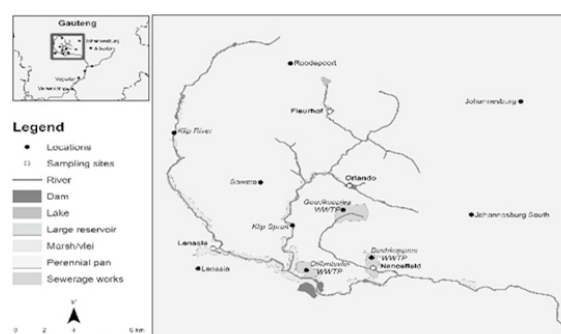 Gauteng
Johannesburg
Legend
Locations
Sampling sites
River
Dam
Lake
Large reservoir
Marsh/vlei
Perennial pan
Sewerage works
N
0 2 4 6 km
Roodepoort
Fleurhof
Johannesburg
Klip River
Soweto
Orlando
Goudkoppies
WWTP
Klip Spruit
Johannesburg South
Lenasia
Lenasia
Olifantsvlei
WWTP
Bushkoppies
WWTP
Nancefield